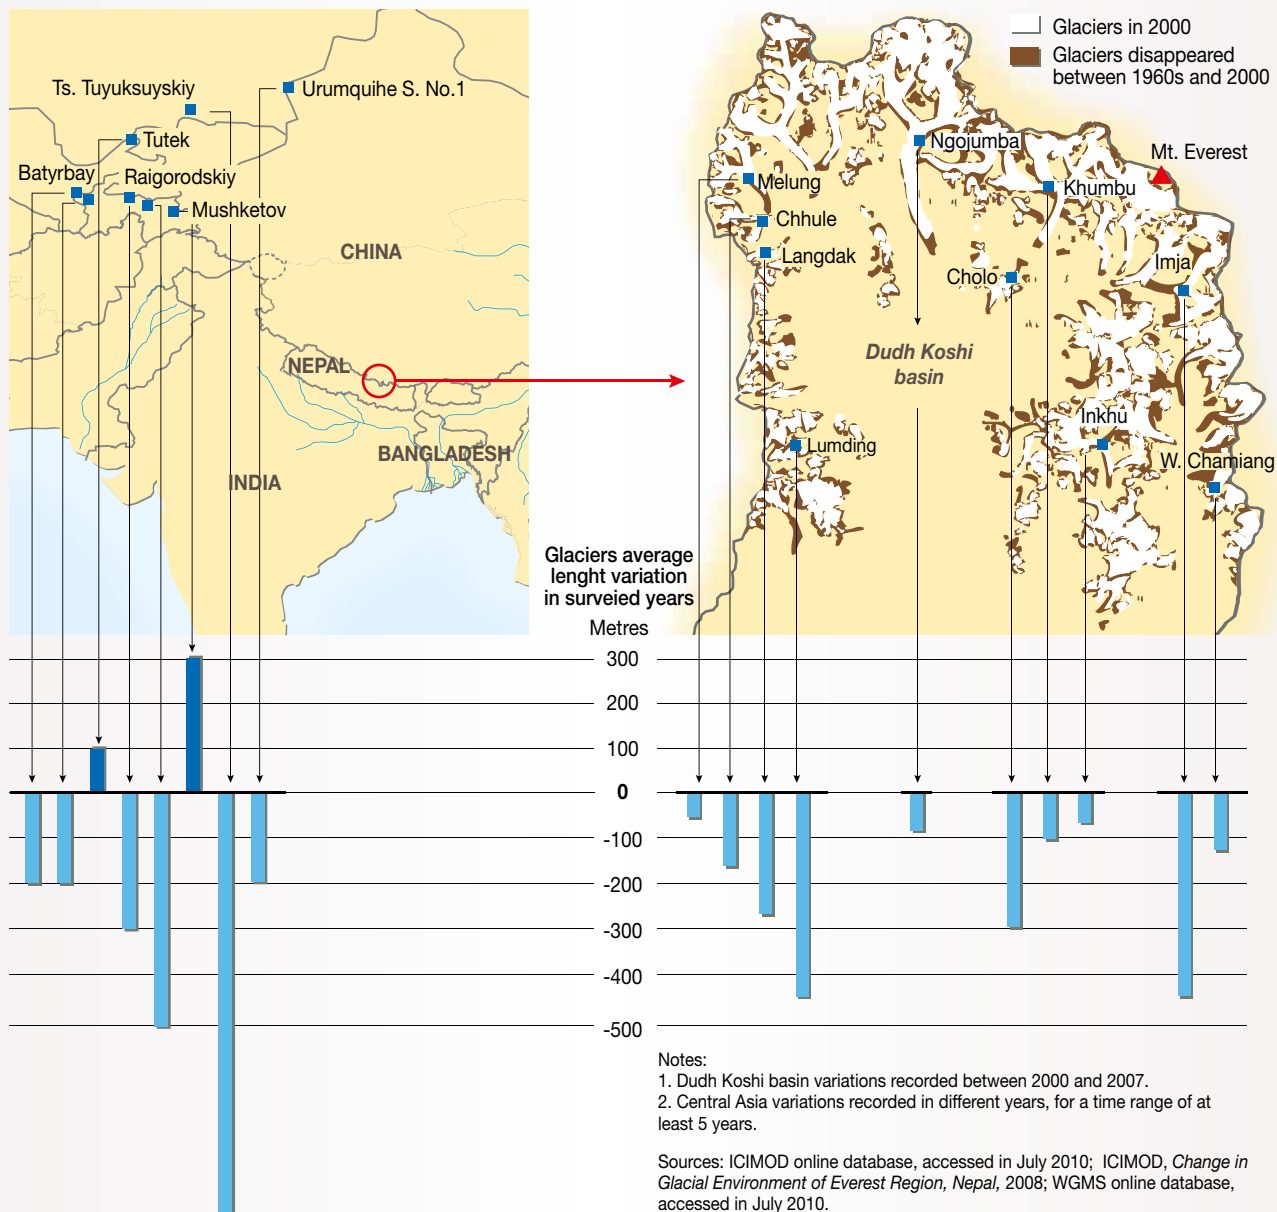 Glaciers in 2000
Glaciers disappeared
between 1960s and 2000
Ts. Tuyuksuyskiy
Urumquihe S. No.1
Tutek
Batyrbay
Raigorodskiy
Mushketov
CHINA
NEPAL
BANGLADESH
INDIA
Ngojumba
Mt. Everest
Melung
Khumbu
Chhule
Langdak
Imja
Cholo
Dudh Koshi
basin
Inkhu
Lumding
W. Chamiang
Glaciers average
lenght variation
in surveied years
Metres
300
200
100
0
-100
-200
-300
-400
-500
Notes:
1. Dudh Koshi basin variations recorded between 2000 and 2007.
2. Central Asia variations recorded in different years, for a time range of at
least 5 years.
Sources: ICIMOD online database, accessed in July 2010; ICIMOD, Change in
Glacial Environment of Everest Region, Nepal, 2008; WGMS online database,
accessed in July 2010.